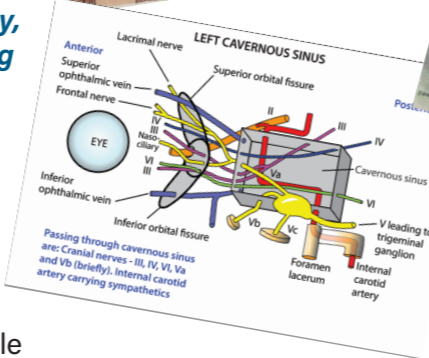 y,
g
LEFT CAVERNOUS SINUS
Anterior
Lacrimal nerve
Superior
ophthalmic vein
Frontal nerve
Superior orbital fissure
IV
III
Naso-
ciliary
VI
III
EYE
II
III
IV
Cavernous sinus
Va
VI
Inferior
ophthalmic vein
Inferior orbital fissure
Vb
Vc
V leading to
trigeminal
ganglion
Foramen
lacerum
Internal
carotid
artery
Passing through cavernous sinus
are: Cranial nerves - III, IV, VI, Va
and Vb (briefly). Internal carotid
artery carrying sympathetics
le